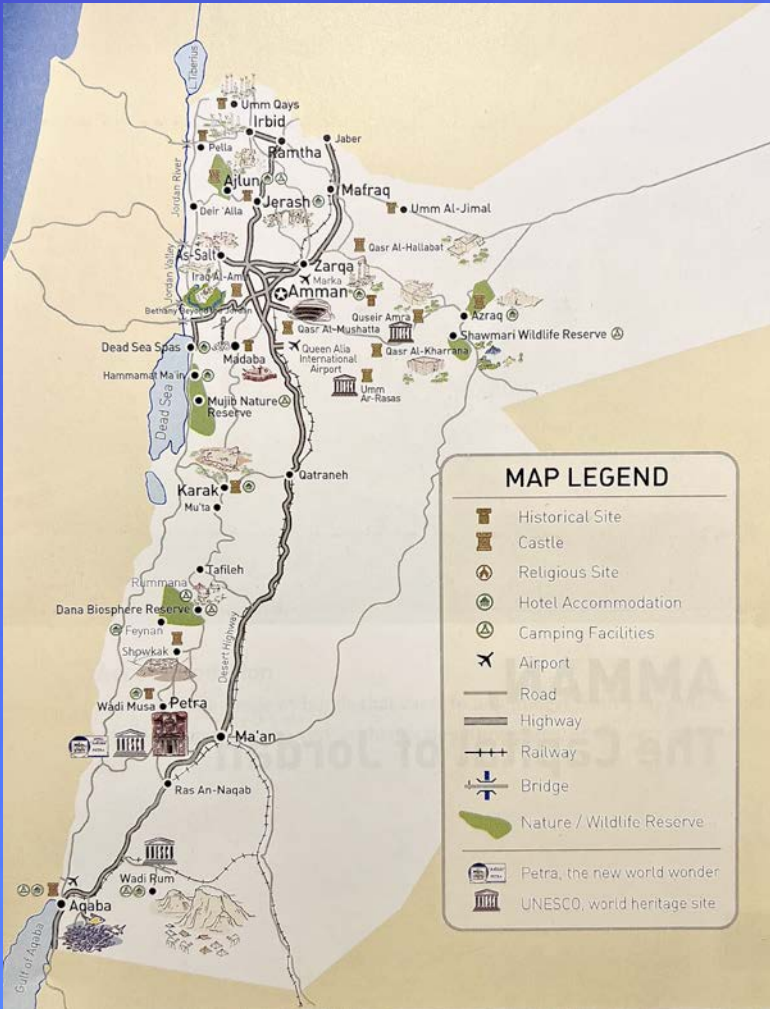 L.Tiberius
Umm Qays
Irbid
Ramtha
Jaber
Pella
Ajlun
Jerash
Mafraq
Jordan River
Deir 'Alla
Umm Al-Jimal
As-Salt
Qasr Al-Hallabat
Zarqa
Iraq Al-Am
Marka
Jordan Valley
Amman
Bethany Beyond the Jordan
Quseir Amra
Azraq
Qasr Al-Mushatta
Shawmari Wildlife Reserve
Dead Sea Spas
Madaba
Queen Alia
International
Airport
Qasr Al-Kharrana
Hammamat Ma'in
Umm
Ar-Rasas
Mujib Nature
Reserve
Dead Sea
Qatraneh
Karak
Mu'ta
Tafileh
Rummana
Dana Biosphere Reserve
Feynan
Desert Highway
Showkak
Wadi Musa
Petra
Ma'an
Ras An-Naqab
Wadi Rum
Aqaba
Gulf of Aqaba
MAP LEGEND
Historical Site
Castle
Religious Site
Hotel Accommodation
Camping Facilities
Airport
Road
Highway
Railway
Bridge
Nature / Wildlife Reserve
Petra, the new world wonder
UNESCO, world heritage site
AMMAN
The Capital of Jordan